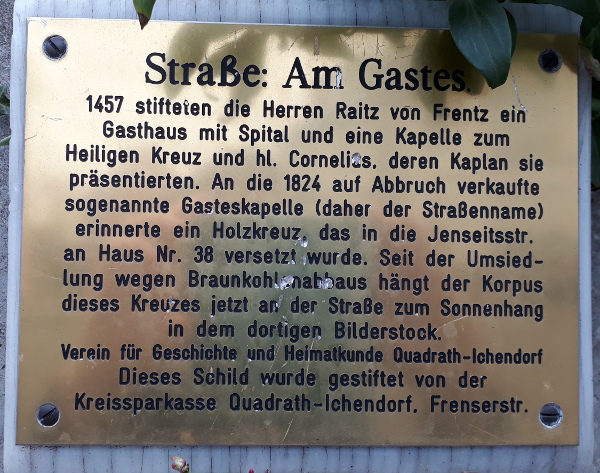 Straße: Am Gastes.
1457 stifteten die Herren Raitz von Frentz ein
Gasthaus mit Spital und eine Kapelle zum
Heiligen Kreuz und hl. Cornelius, deren Kaplan sie
präsentierten. An die 1824 auf Abbruch verkaufte
sogenannte Gasteskapelle (daher der Straßenname)
erinnerte ein Holzkreuz, das in die Jenseitsstr.
an Haus Nr. 38 versetzt wurde. Seit der Umsied-
lung wegen Braunkohlenabbaus hängt der Korpus
dieses Kreuzes jetzt an der Straße zum Sonnenhang
in dem dortigen Bilderstock.
Verein für Geschichte und Heimatkunde Quadrath-Ichendorf
Dieses Schild wurde gestiftet von der
Kreissparkasse Quadrath-Ichendorf, Frenserstr.